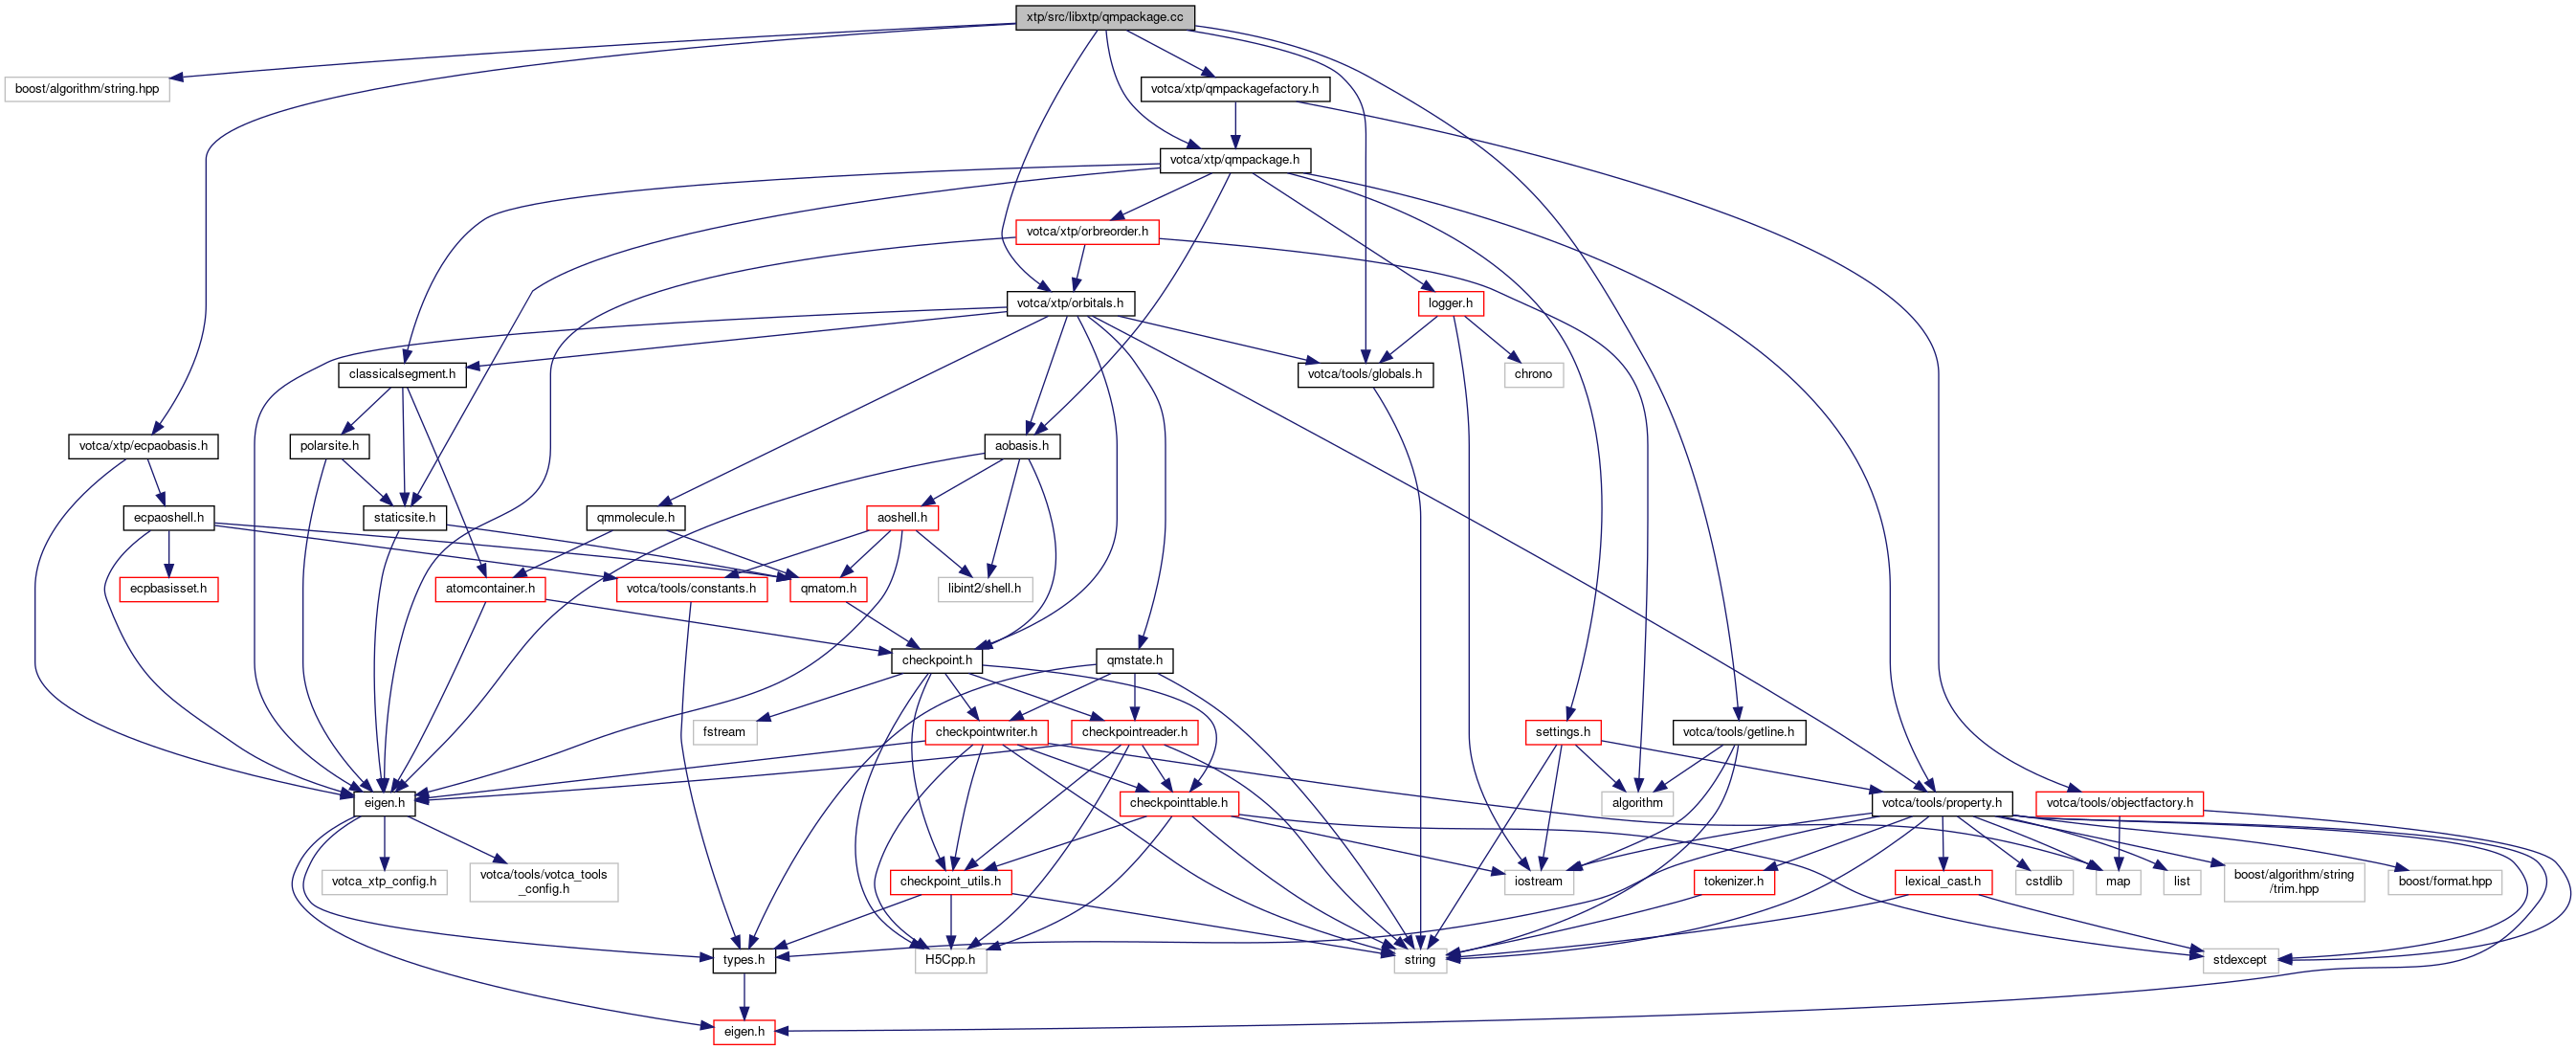 xtp/src/libxtp/qmpackage.cc
boost/algorithm/string.hpp
votca/xtp/qmpackagefactory.h
votca/xtp/qmpackage.h
votca/xtp/orbreorder.h
votca/xtp/orbitals.h
logger.h
classicalsegment.h
votca/tools/globals.h
chrono
votca/xtp/ecpaobasis.h
polarsite.h
aobasis.h
ecpaoshell.h
staticsite.h
qmmolecule.h
aoshell.h
ecpbasisset.h
atomcontainer.h
votca/tools/constants.h
qmatom.h
libint2/shell.h
checkpoint.h
qmstate.h
fstream
checkpointwriter.h
checkpointreader.h
settings.h
votca/tools/getline.h
eigen.h
checkpointtable.h
algorithm
votca/tools/property.h
votca/tools/objectfactory.h
votca_xtp_config.h
votca/tools/votca_tools
_config.h
checkpoint_utils.h
iostream
tokenizer.h
lexical_cast.h
cstdlib
map
list
boost/algorithm/string
/trim.hpp
boost/format.hpp
types.h
H5Cpp.h
string
stdexcept
eigen.h